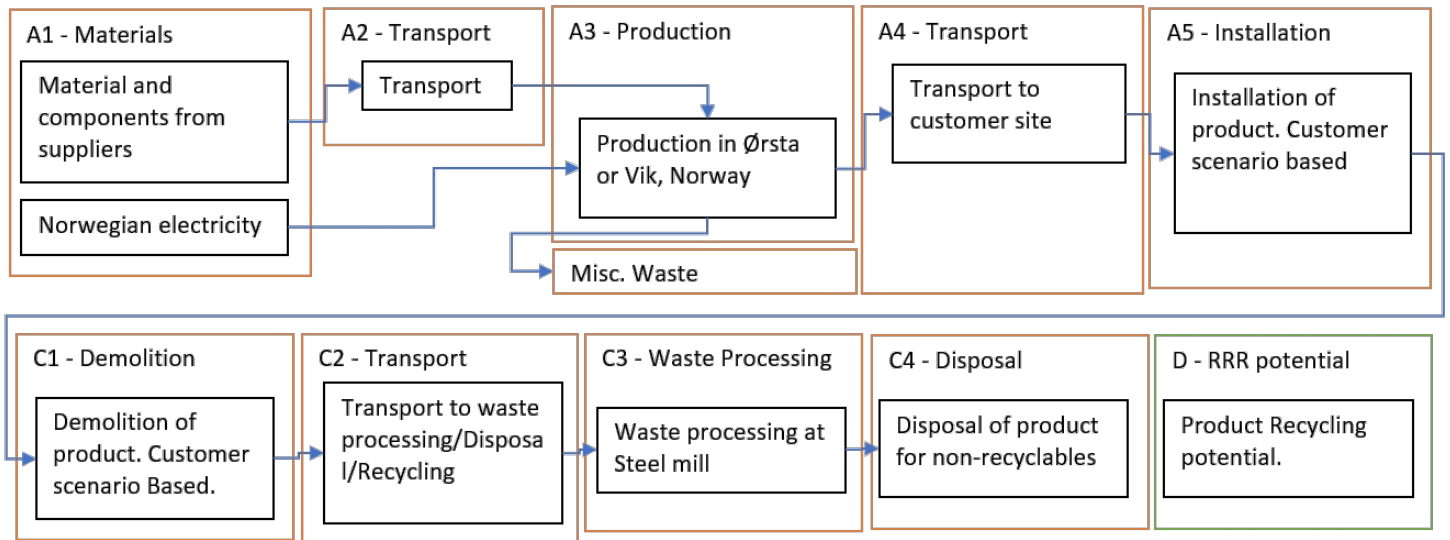 A1 - Materials
Material and
components from
suppliers
Norwegian electricity
A2 - Transport
Transport
A3 - Production
Production in Ørsta
or Vik, Norway
Misc. Waste
A4 - Transport
Transport to
customer site
A5 - Installation
Installation of
product. Customer
scenario based
C1 - Demolition
Demolition of
product. Customer
scenario Based.
C2 - Transport
Transport to waste
processing/Disposa
l/Recycling
C3 - Waste Processing
Waste processing at
Steel mill
C4 - Disposal
Disposal of product
for non-recyclables
D - RRR potential
Product Recycling
potential.